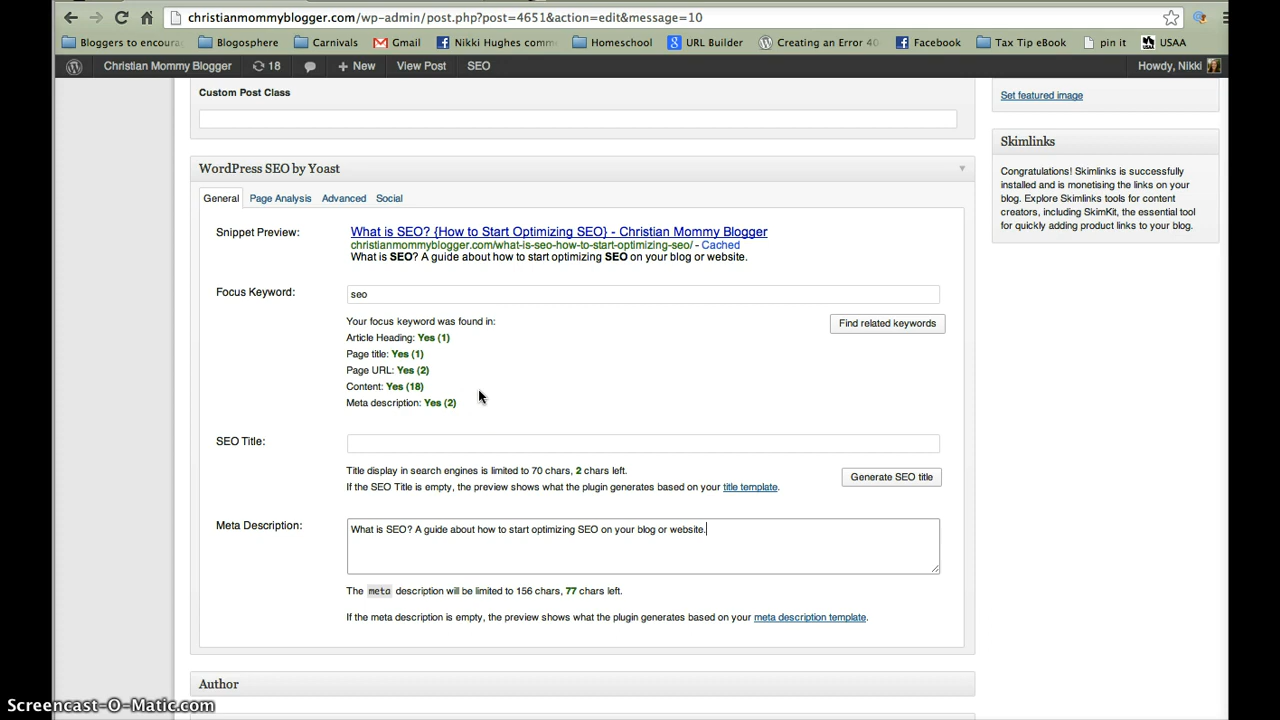 christianmommyblogger.com/wp-admin/post.php?post=4651&action=edit&message=10
Bloggers to encoura Blogosphere Carnivals Gmail Nikki Hughes comm Homeschool URL Builder Creating an Error 40 Facebook Tax Tip eBook pin it USAA
Christian Mommy Blogger 18 + New View Post SEO Howdy, Nikki
Custom Post Class
Set featured image
Skimlinks
Congratulations! Skimlinks is successfully
installed and is monetising the links on your
blog. Explore Skimlinks tools for content
creators, including SkimKit, the essential tool
for quickly adding product links to your blog.
WordPress SEO by Yoast
General Page Analysis Advanced Social
Snippet Preview: What is SEO? {How to Start Optimizing SEO} - Christian Mommy Blogger
christianmommyblogger.com/what-is-seo-how-to-start-optimizing-seo/ - Cached
What is SEO? A guide about how to start optimizing SEO on your blog or website.
Focus Keyword: seo
Your focus keyword was found in: Find related keywords
Article Heading: Yes (1)
Page title: Yes (1)
Page URL: Yes (2)
Content: Yes (18)
Meta description: Yes (2)
SEO Title:
Title display in search engines is limited to 70 chars, 2 chars left. Generate SEO title
If the SEO Title is empty, the preview shows what the plugin generates based on your title template.
Meta Description: What is SEO? A guide about how to start optimizing SEO on your blog or website.
The meta description will be limited to 156 chars, 77 chars left.
If the meta description is empty, the preview shows what the plugin generates based on your meta description template.
Author
Screencast-O-Matic.com